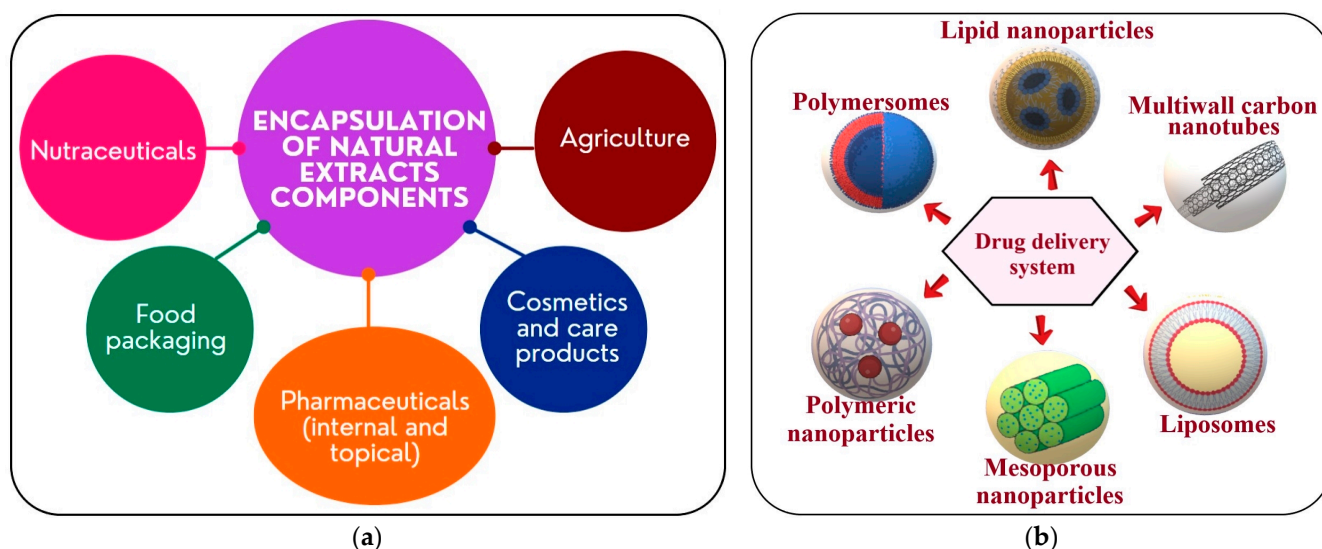 ENCAPSULATION
OF NATURAL
EXTRACTS
COMPONENTS
Nutraceuticals
Agriculture
Food
packaging
Cosmetics
and care
products
Pharmaceuticals
(internal and
topical)
(a)
Lipid nanoparticles
Polymersomes
Multiwall carbon
nanotubes
Drug delivery
system
Polymeric
nanoparticles
Liposomes
Mesoporous
nanoparticles
(b)